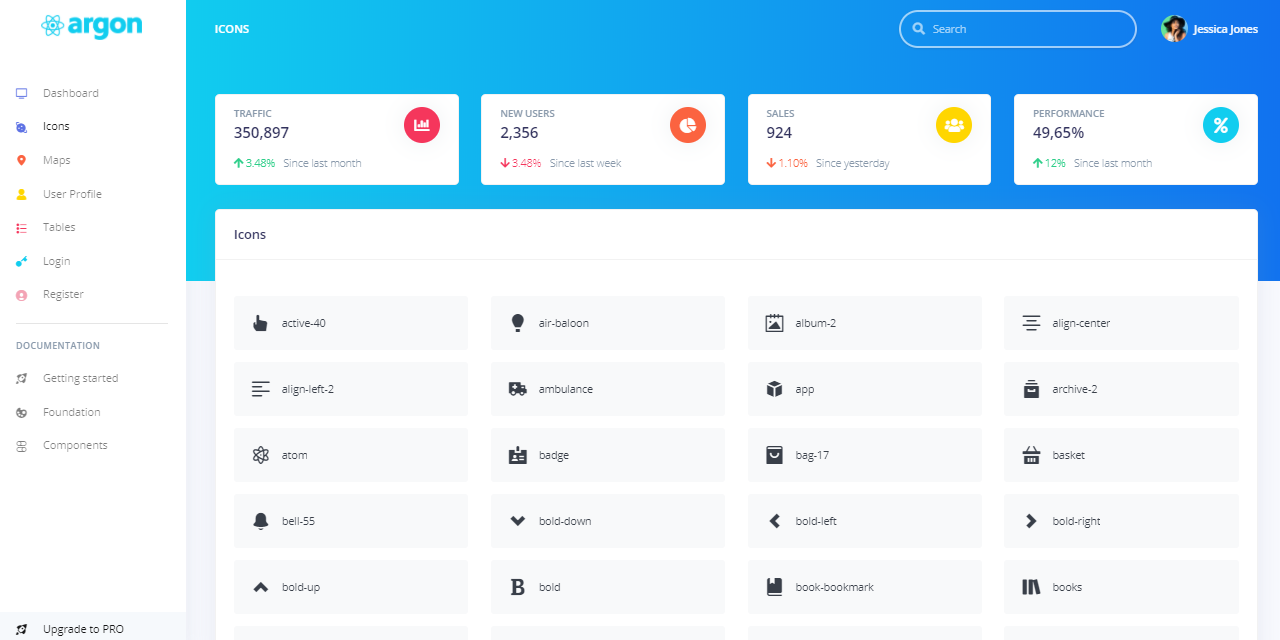 argon
Dashboard
Icons
Maps
User Profile
Tables
Login
Register
DOCUMENTATION
Getting started
Foundation
Components
Upgrade to PRO
ICONS
Search
Jessica Jones
TRAFFIC
350,897
3.48% Since last month
NEW USERS
2,356
3.48% Since last week
SALES
924
1.10% Since yesterday
PERFORMANCE
49,65%
12% Since last month
Icons
active-40
air-baloon
album-2
align-center
align-left-2
ambulance
app
archive-2
atom
badge
bag-17
basket
bell-55
bold-down
bold-left
bold-right
bold-up
bold
book-bookmark
books